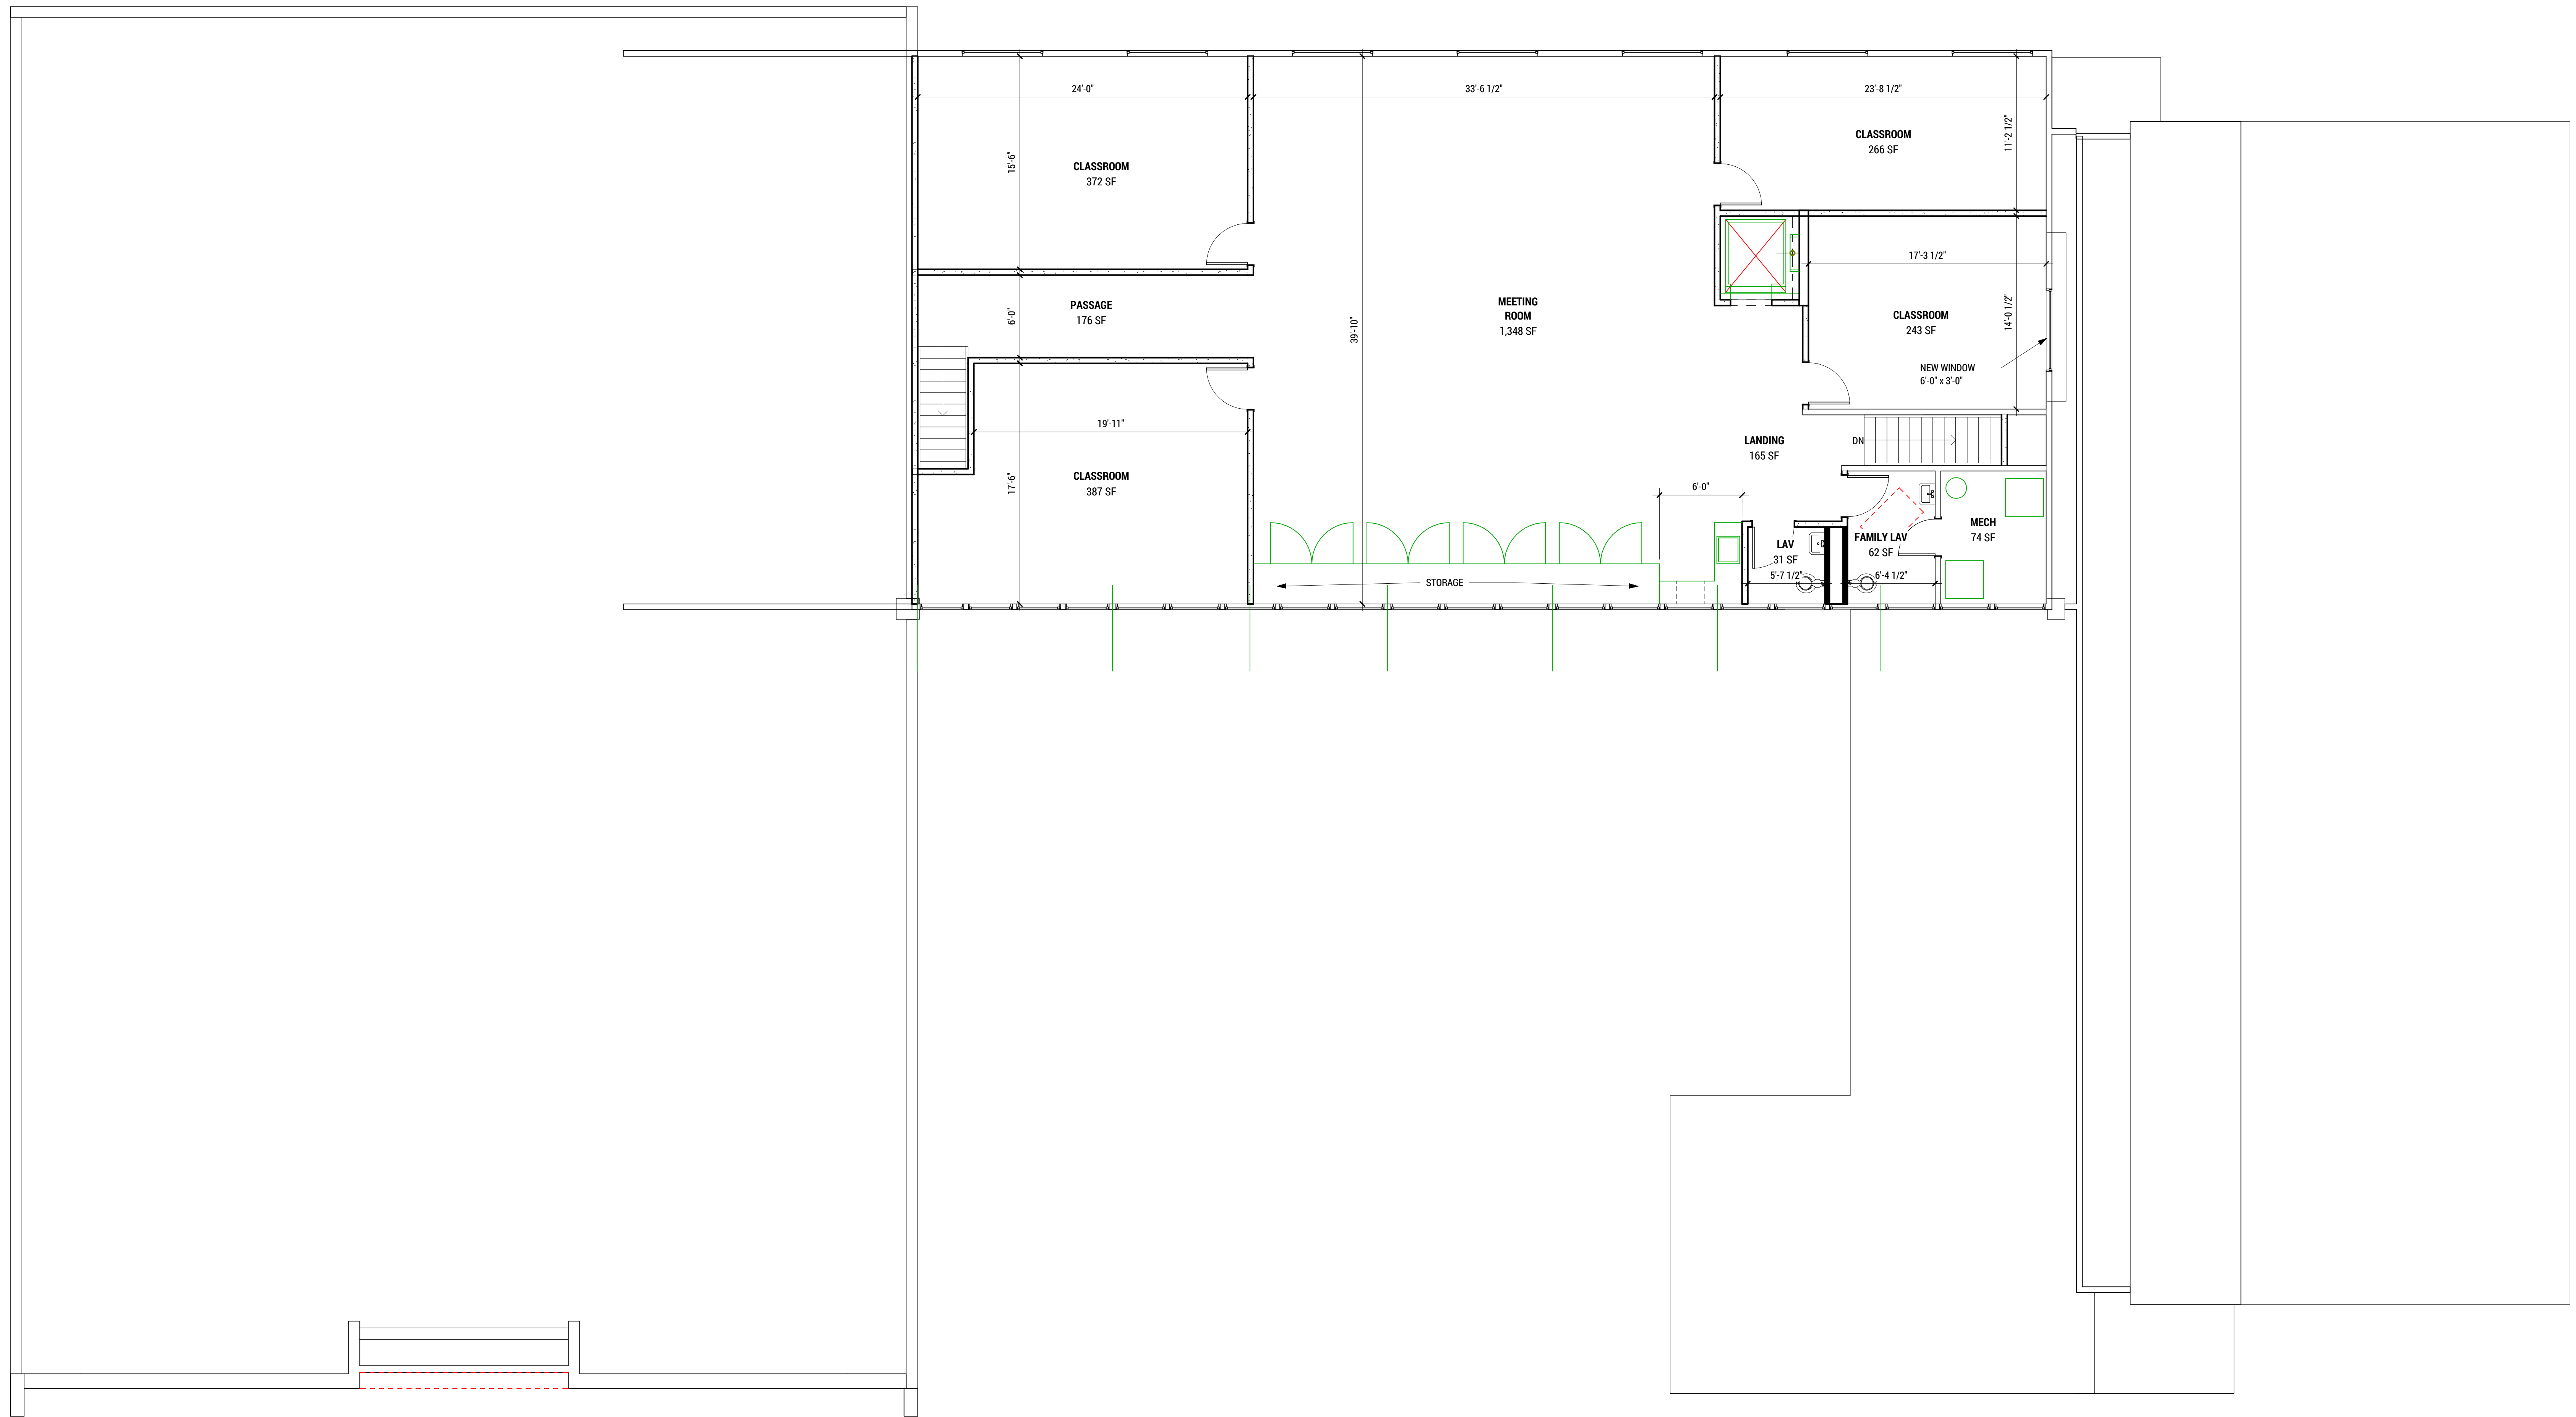 24'-0"
33'-6 1/2"
23'-8 1/2"
CLASSROOM
266 SF
11'-2 1/2"
15'-6"
CLASSROOM
372 SF
17'-3 1/2"
PASSAGE
176 SF
6'-0"
MEETING
ROOM
1,348 SF
39'-10"
CLASSROOM
243 SF
14'-0 1/2"
NEW WINDOW
6'-0" x 3'-0"
19'-11"
LANDING
165 SF
DN
CLASSROOM
387 SF
17'-6"
6'-0"
MECH
74 SF
LAV
31 SF
5'-7 1/2"
FAMILY LAV
62 SF
6'-4 1/2"
STORAGE